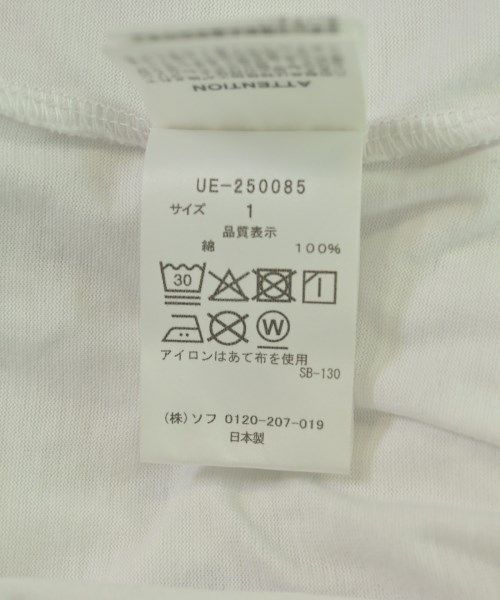 ATTENTION
UE-250085
サイズ 1
品質表示
綿 100%
30
W
アイロンはあて布を使用
SB-130
(株)ソフ 0120-207-019
日本製